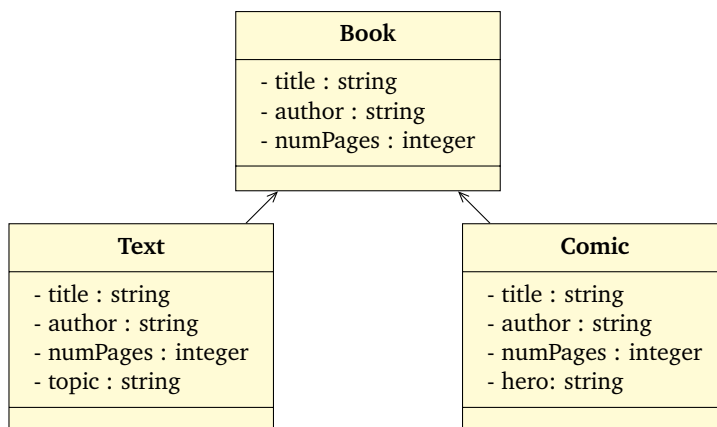 Book
- title : string
- author : string
- numPages : integer
Text
- title : string
- author : string
- numPages : integer
- topic : string
Comic
- title : string
- author : string
- numPages : integer
- hero: string